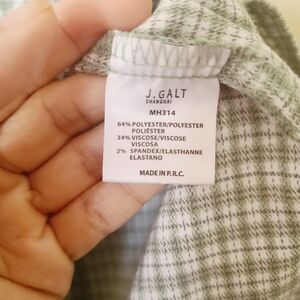 J.GALT
SHANGHAI
MH314
64% POLYESTER/POLYESTER
POLIÉSTER
34% VISCOSE/VISCOSE
VISCOSA
2% SPANDEX/ELASTHANNE
ELASTANO
MADE IN P.R.C.